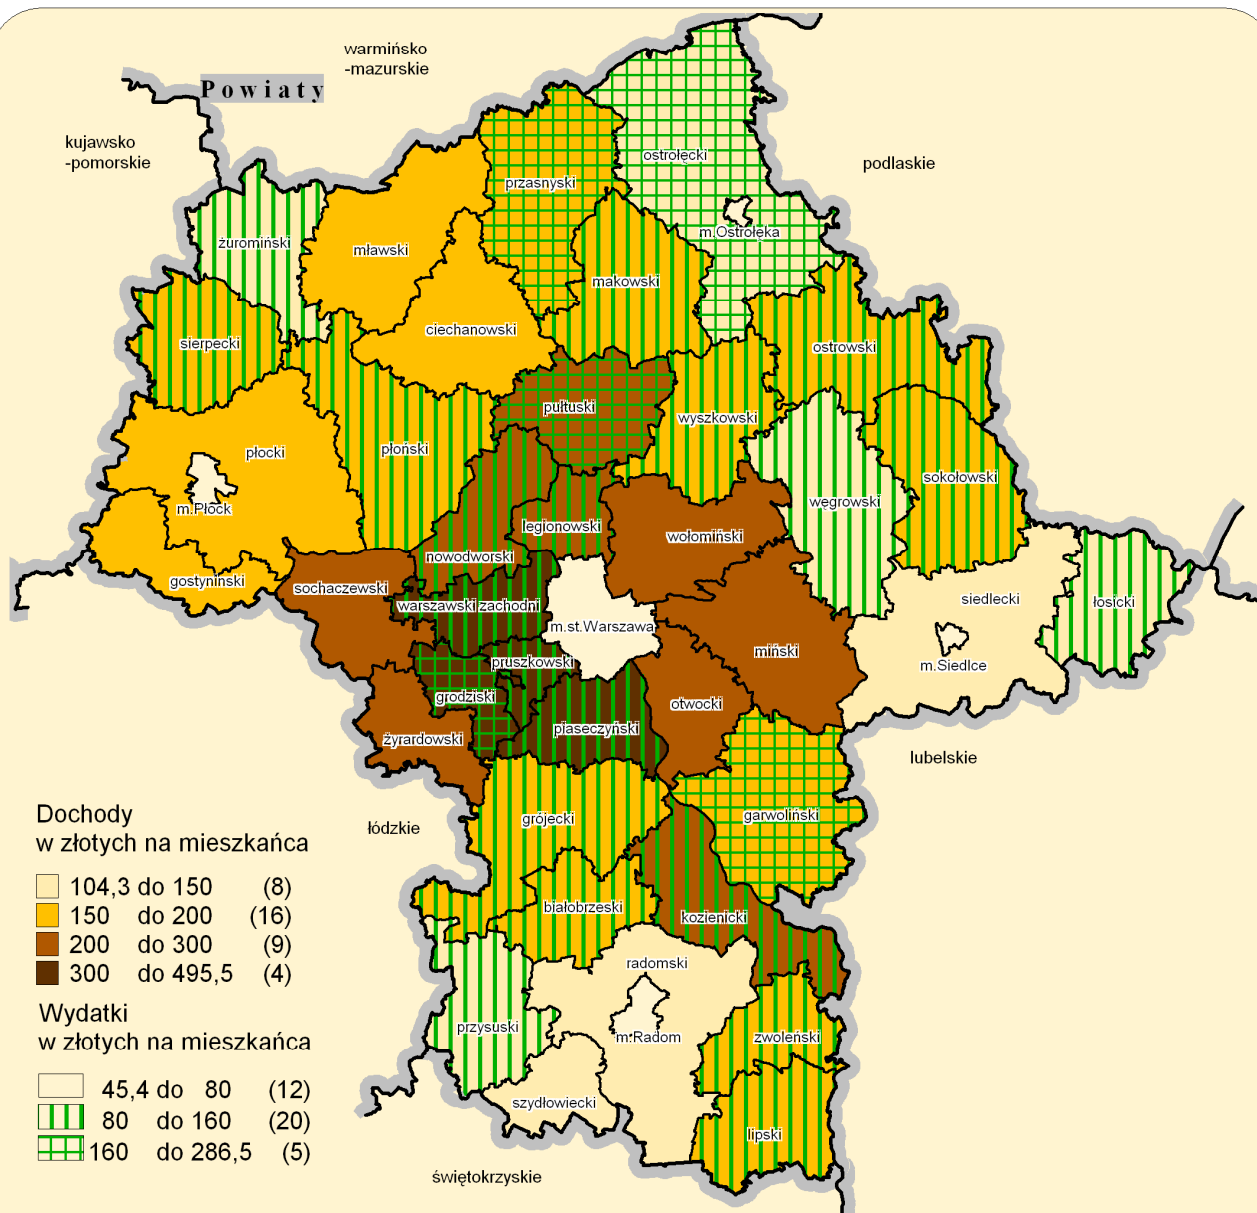 warmińsko
-mazurskie
Powiaty
kujawsko
-pomorskie
podlaskie
ostrołęcki
przasnyski
m.Ostrołęka
żuromiński
mławski
makowski
ciechanowski
sierpecki
ostrowski
pułtuski
wyszkowski
płocki
płoński
sokołowski
węgrowski
m.Płock
legionowski
wołomiński
nowodworski
gostyniński
sochaczewski
warszawski zachodni
siedlecki
łosicki
m.st.Warszawa
miński
m.Siedlce
pruszkowski
grodziski
otwocki
piaseczyński
żyrardowski
lubelskie
garwoliński
grójecki
łódzkie
białobrzeski
kozienicki
radomski
przysuski
m.Radom
zwoleński
szydłowiecki
lipski
świętokrzyskie
Dochody
w złotych na mieszkańca
104,3 do 150 (8)
150 do 200 (16)
200 do 300 (9)
300 do 495,5 (4)
Wydatki
w złotych na mieszkańca
45,4 do 80 (12)
80 do 160 (20)
160 do 286,5 (5)